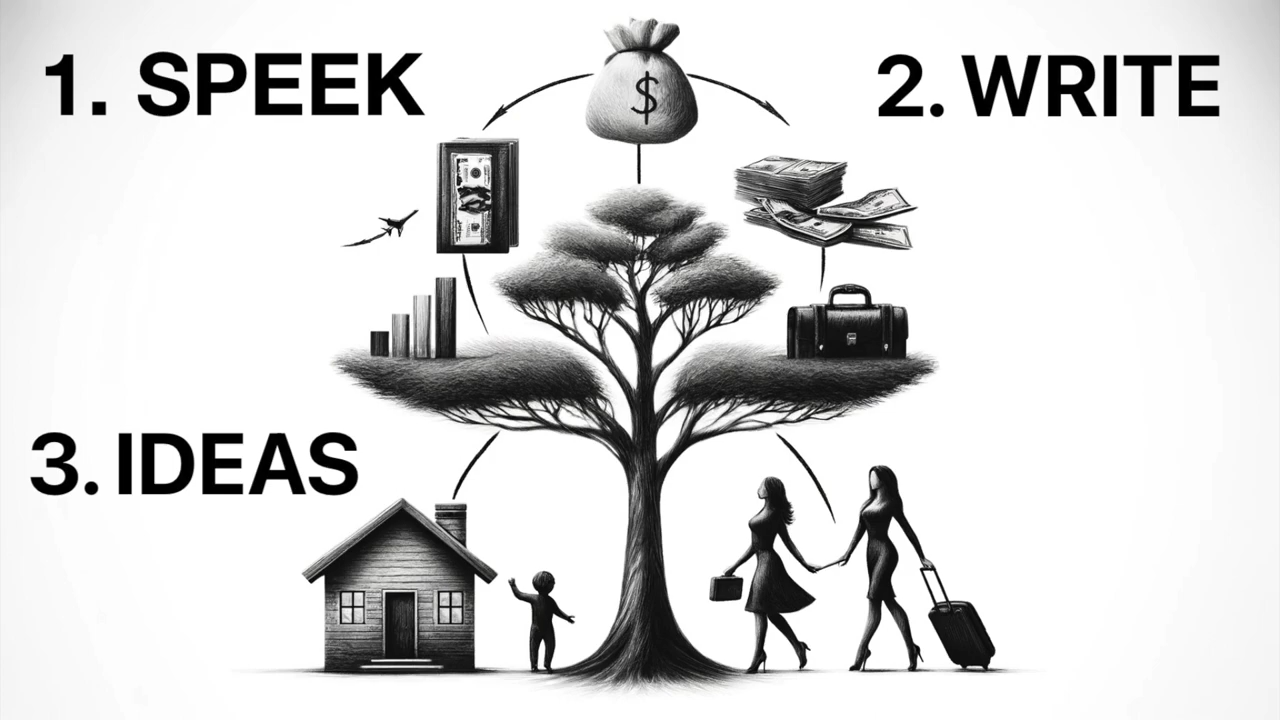 1. SPEEK
2. WRITE
$
3. IDEAS